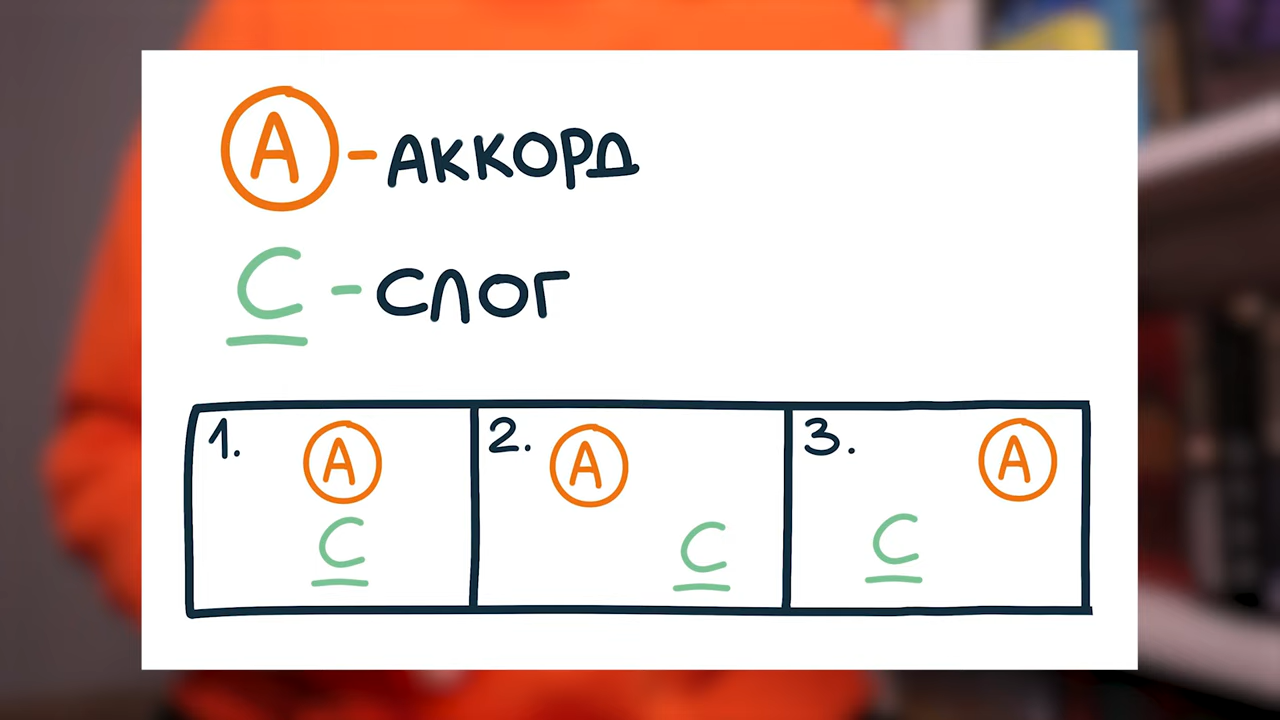 А - АККОРД
С - СЛОГ
1. А 2. А 3. А
С С С